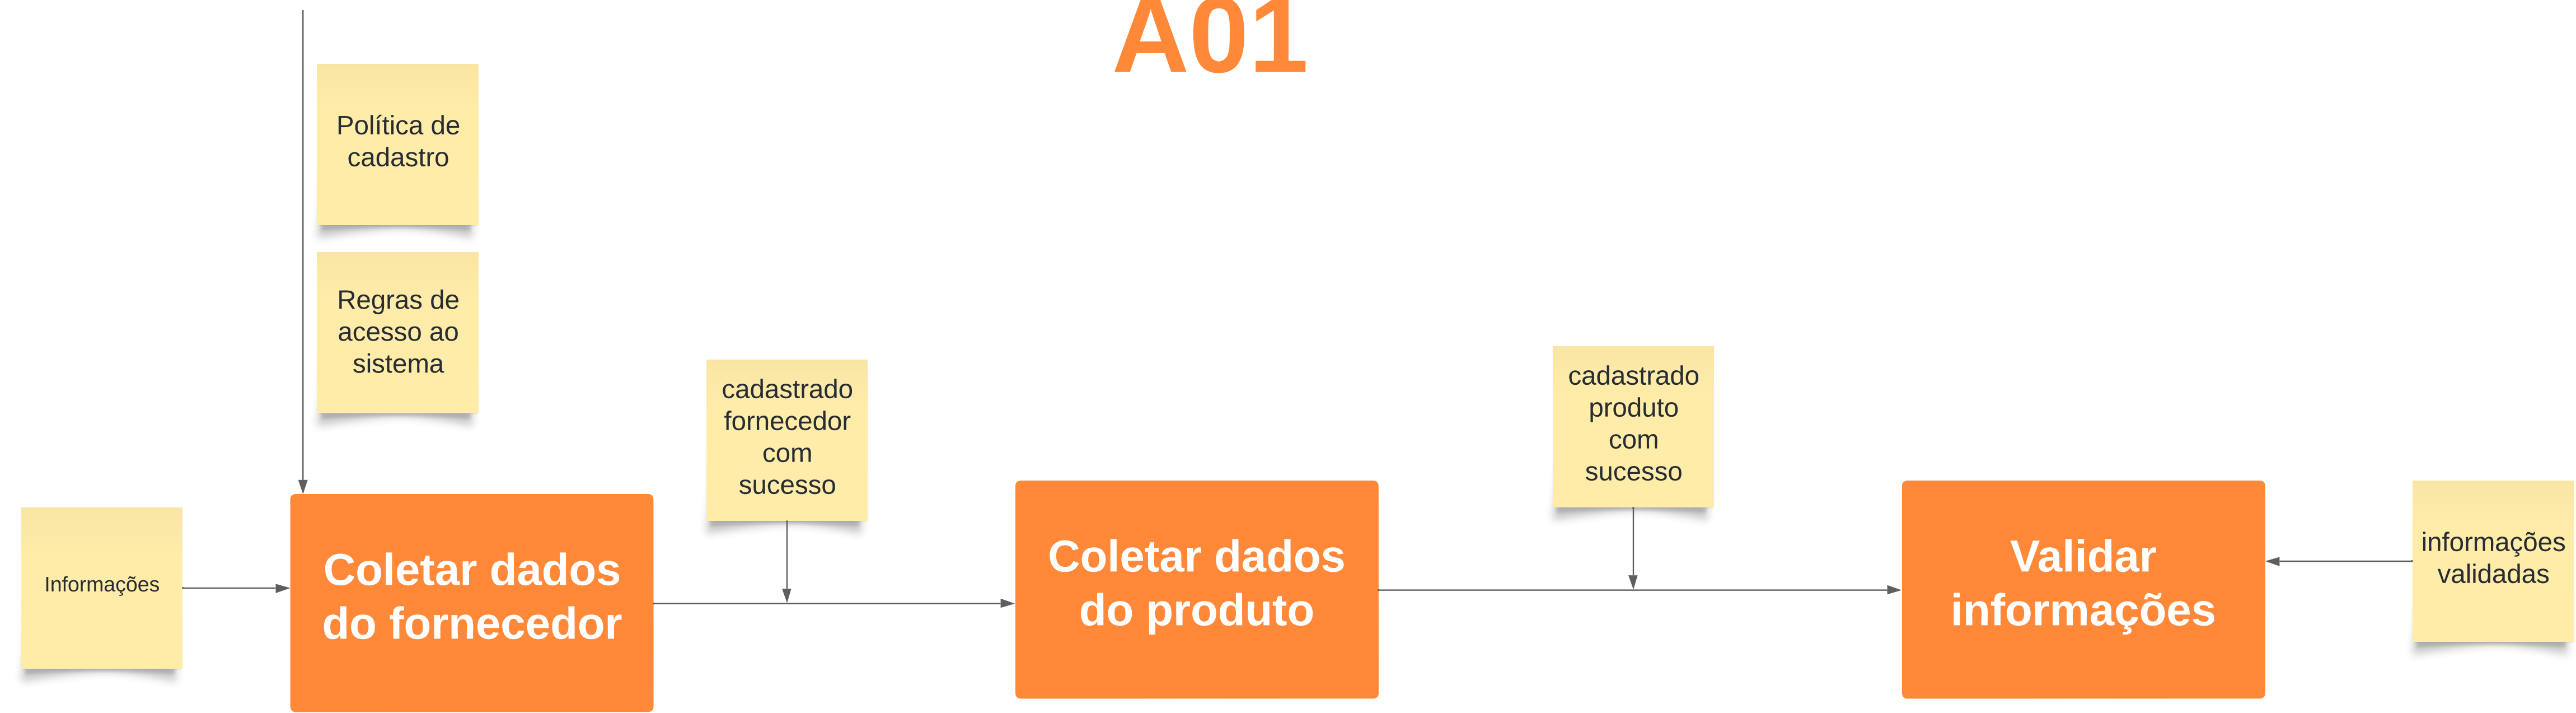 A01
Política de
cadastro
Regras de
acesso ao
sistema
cadastrado
fornecedor
com
sucesso
cadastrado
produto
com
sucesso
Informações
Coletar dados
do fornecedor
Coletar dados
do produto
Validar
informações
informações
validadas